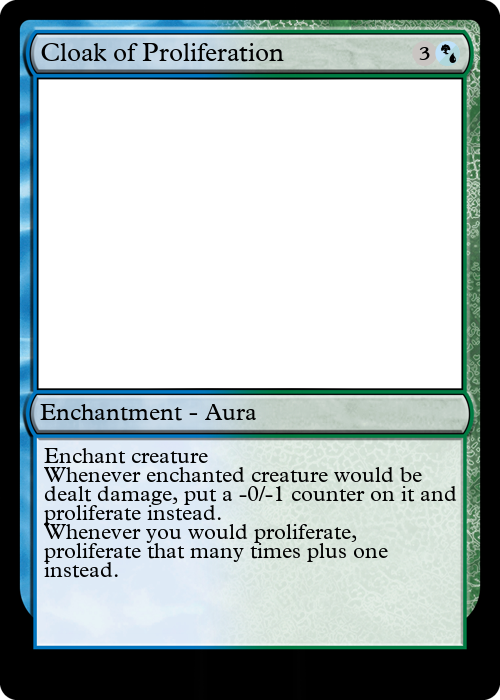 Cloak of Proliferation
3
Enchantment - Aura
Enchant creature
Whenever enchanted creature would be
dealt damage, put a -0/-1 counter on it and
proliferate instead.
Whenever you would proliferate,
proliferate that many times plus one
instead.